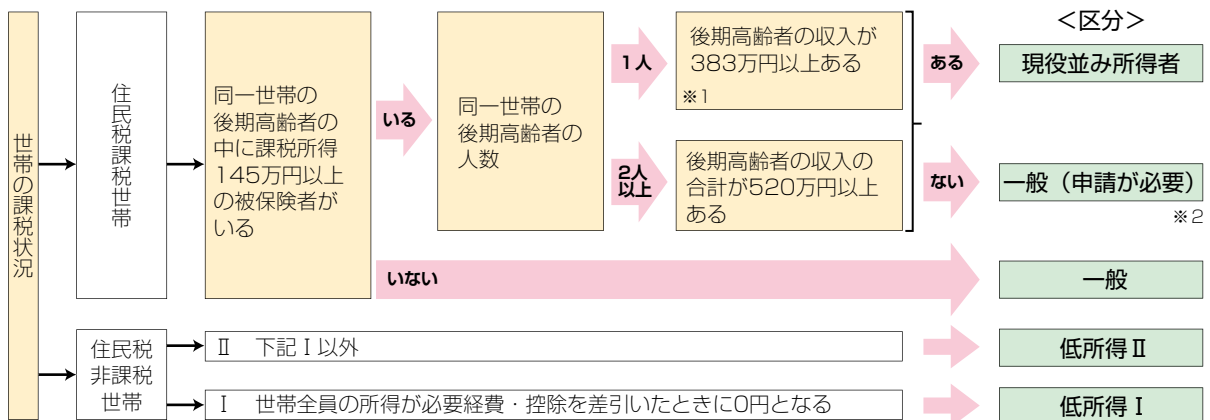 ＜区分＞
世帯の課税状況
住民税課税世帯
同一世帯の
後期高齢者の
中に課税所得
145万円以上
の被保険者が
いる
いる
同一世帯の
後期高齢者の
人数
1人
後期高齢者の収入が
383万円以上ある
※1
ある
現役並み所得者
2人
以上
後期高齢者の収入の
合計が520万円以上
ある
ない
一般（申請が必要）
※2
いない
一般
住民税
非課税
世帯
Ⅱ　下記Ⅰ以外
低所得Ⅱ
Ⅰ　世帯全員の所得が必要経費・控除を差引いたときに0円となる
低所得Ⅰ